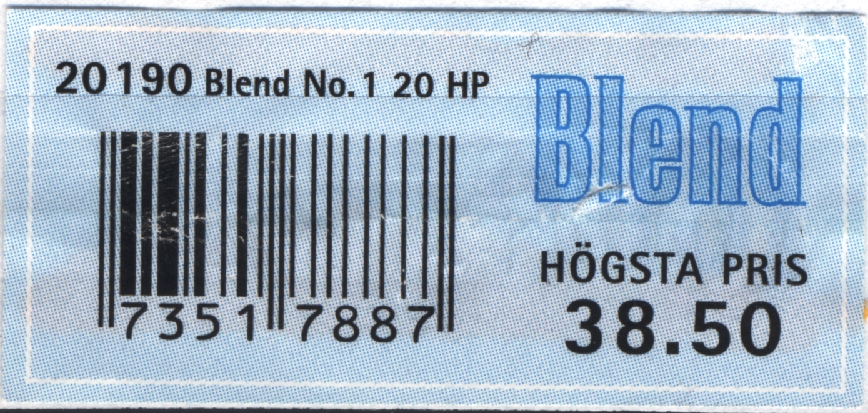 20190 Blend No.1 20 HP
Blend
HÖGSTA PRIS
38.50
7351 7887